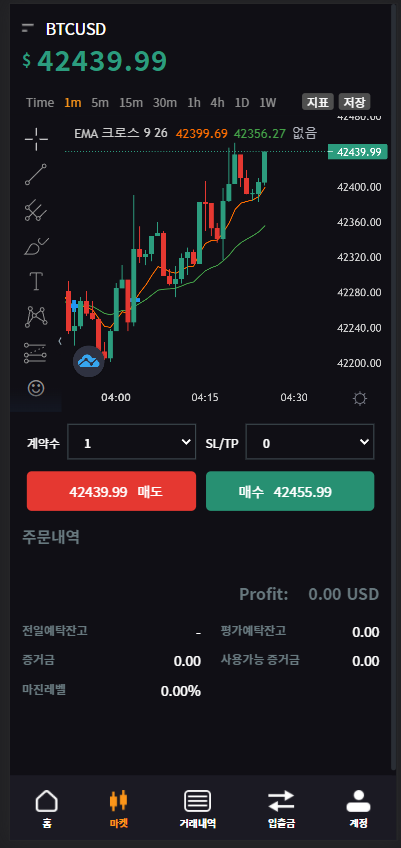 BTCUSD
$ 42439.99
Time 1m 5m 15m 30m 1h 4h 1D 1W 지표 저장
EMA 크로스 9 26 42399.69 42356.27 없음
42480.00
42439.99
42400.00
42360.00
42320.00
42280.00
42240.00
42200.00
04:00 04:15 04:30
계약수 1 SL/TP 0
42439.99 매도 매수 42455.99
주문내역
Profit: 0.00 USD
전일예탁잔고 - 평가예탁잔고 0.00
증거금 0.00 사용가능 증거금 0.00
마진레벨 0.00%
홈 마켓 거래내역 입출금 계정